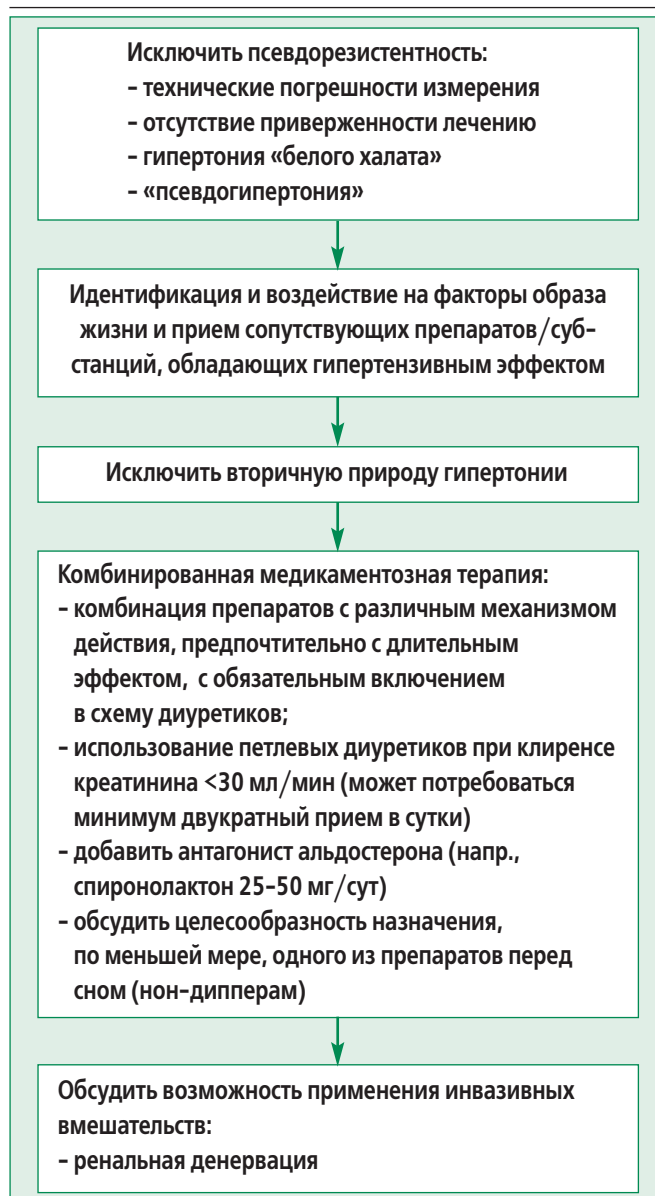 Исключить псевдорезистентность:
– технические погрешности измерения
– отсутствие приверженности лечению
– гипертония «белого халата»
– «псевдогипертония»
Идентификация и воздействие на факторы образа
жизни и прием сопутствующих препаратов/суб-
станций, обладающих гипертензивным эффектом
Исключить вторичную природу гипертонии
Комбинированная медикаментозная терапия:
– комбинация препаратов с различным механизмом
действия, предпочтительно с длительным
эффектом, с обязательным включением
в схему диуретиков;
– использование петлевых диуретиков при клиренсе
креатинина <30 мл/мин (может потребоваться
минимум двукратный прием в сутки)
– добавить антагонист альдостерона (напр.,
спиронолактон 25–50 мг/сут)
– обсудить целесообразность назначения,
по меньшей мере, одного из препаратов перед
сном (нон-дипперам)
Обсудить возможность применения инвазивных
вмешательств:
– ренальная денервация